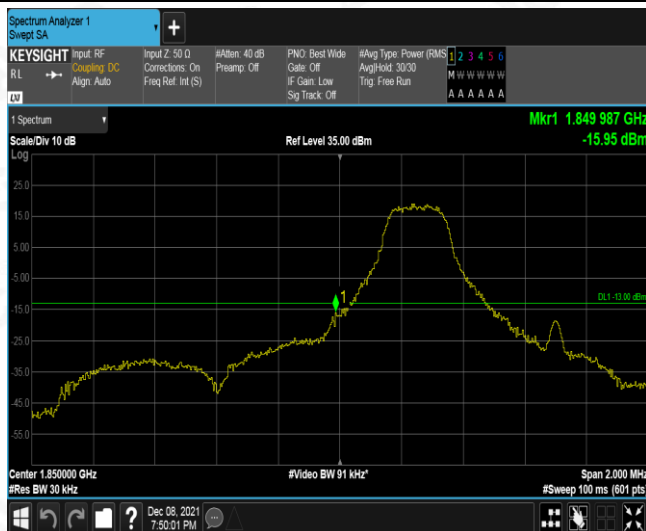 Spectrum Analyzer 1
Swept SA
+
KEYSIGHT
RL
LXI
Input: RF
Coupling: DC
Align: Auto
Input Z: 50 Ω
Corrections: On
Freq Ref: Int (S)
#Atten: 40 dB
Preamp: Off
PNO: Best Wide
Gate: Off
IF Gain: Low
Sig Track: Off
#Avg Type: Power (RMS
Avg|Hold: 30/30
Trig: Free Run
1 2 3 4 5 6
M W W W W W
A A A A A A
1 Spectrum
Mkr1 1.849 987 GHz
Scale/Div 10 dB
Ref Level 35.00 dBm
-15.95 dBm
Log
25.0
15.0
5.00
-5.00
1
DL1 -13.00 dBm
-15.0
-25.0
-35.0
-45.0
-55.0
Center 1.850000 GHz
#Video BW 91 kHz*
Span 2.000 MHz
#Res BW 30 kHz
#Sweep 100 ms (601 pts)
?
Dec 08, 2021
7:50:01 PM